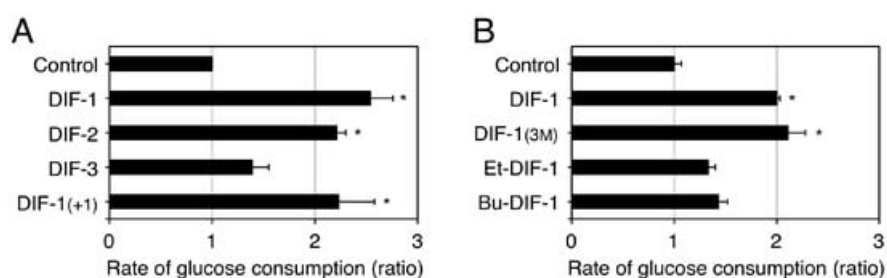 A
Control
DIF-1 *
DIF-2 *
DIF-3
DIF-1(+1) *
0 1 2 3
Rate of glucose consumption (ratio)
B
Control
DIF-1 *
DIF-1(3M) *
Et-DIF-1
Bu-DIF-1
0 1 2 3
Rate of glucose consumption (ratio)